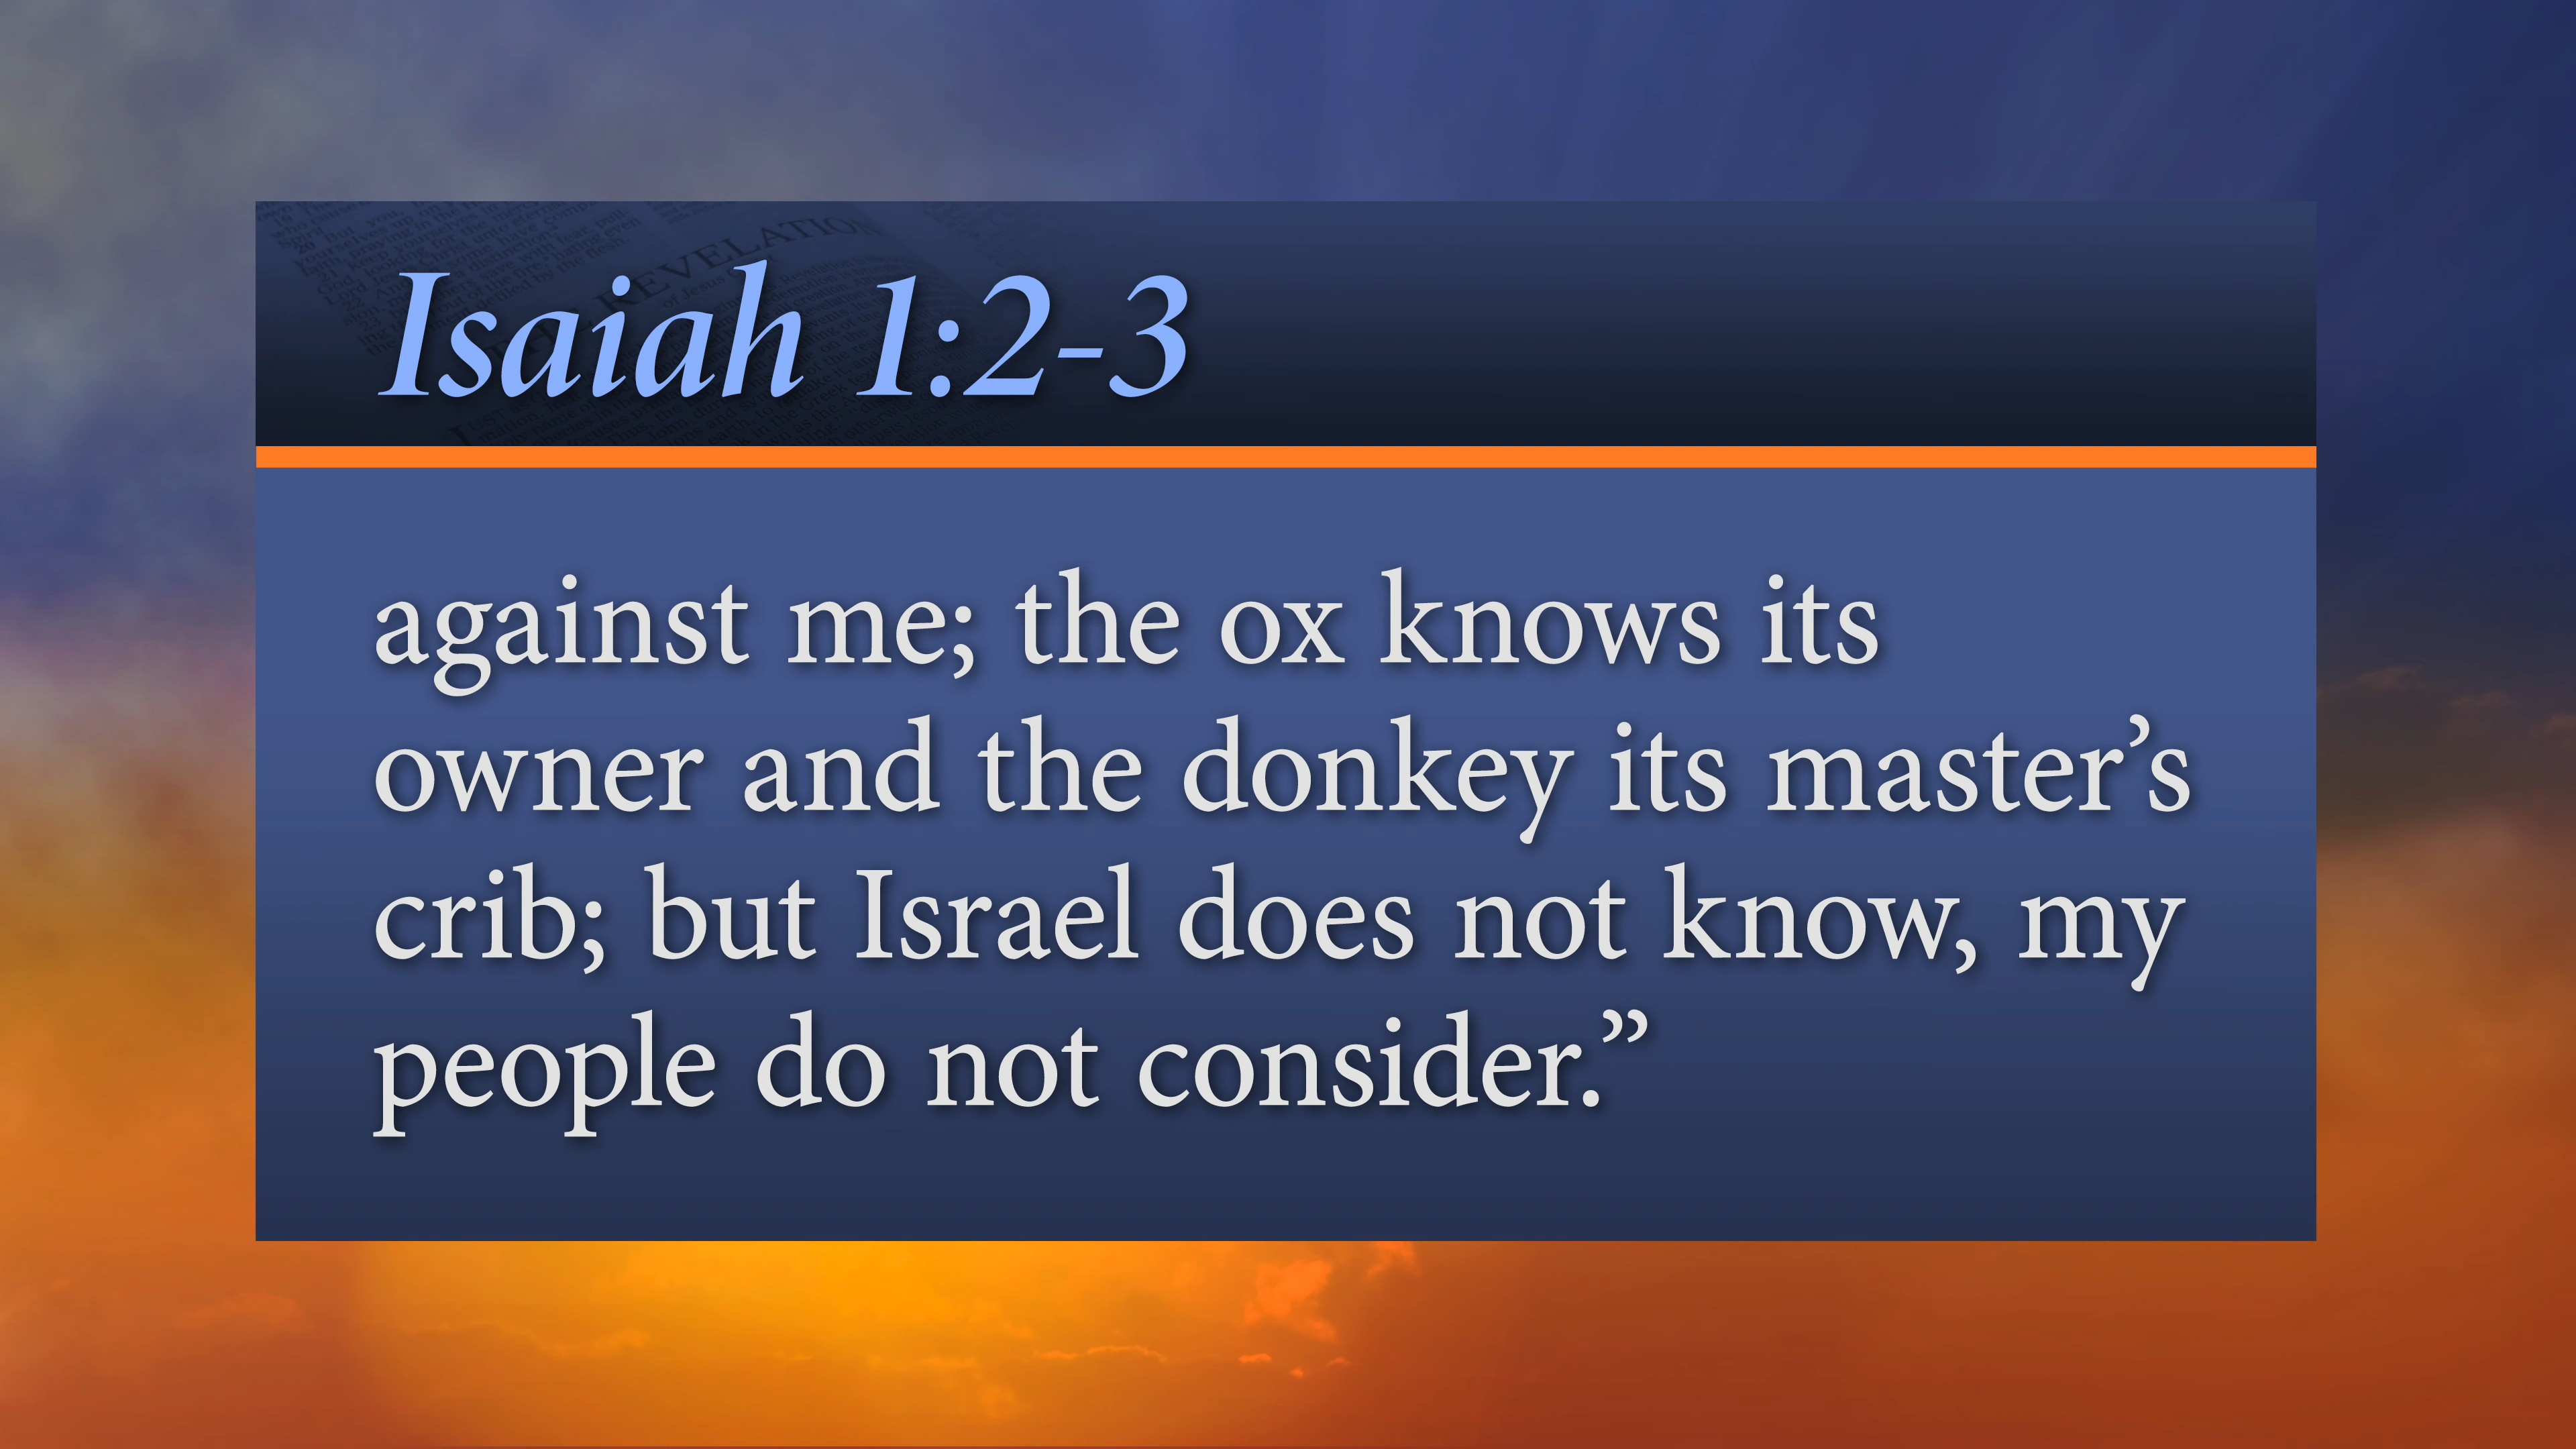 Isaiah 1:2-3
REVELATION
against me; the ox knows its
owner and the donkey its master’s
crib; but Israel does not know, my
people do not consider.”